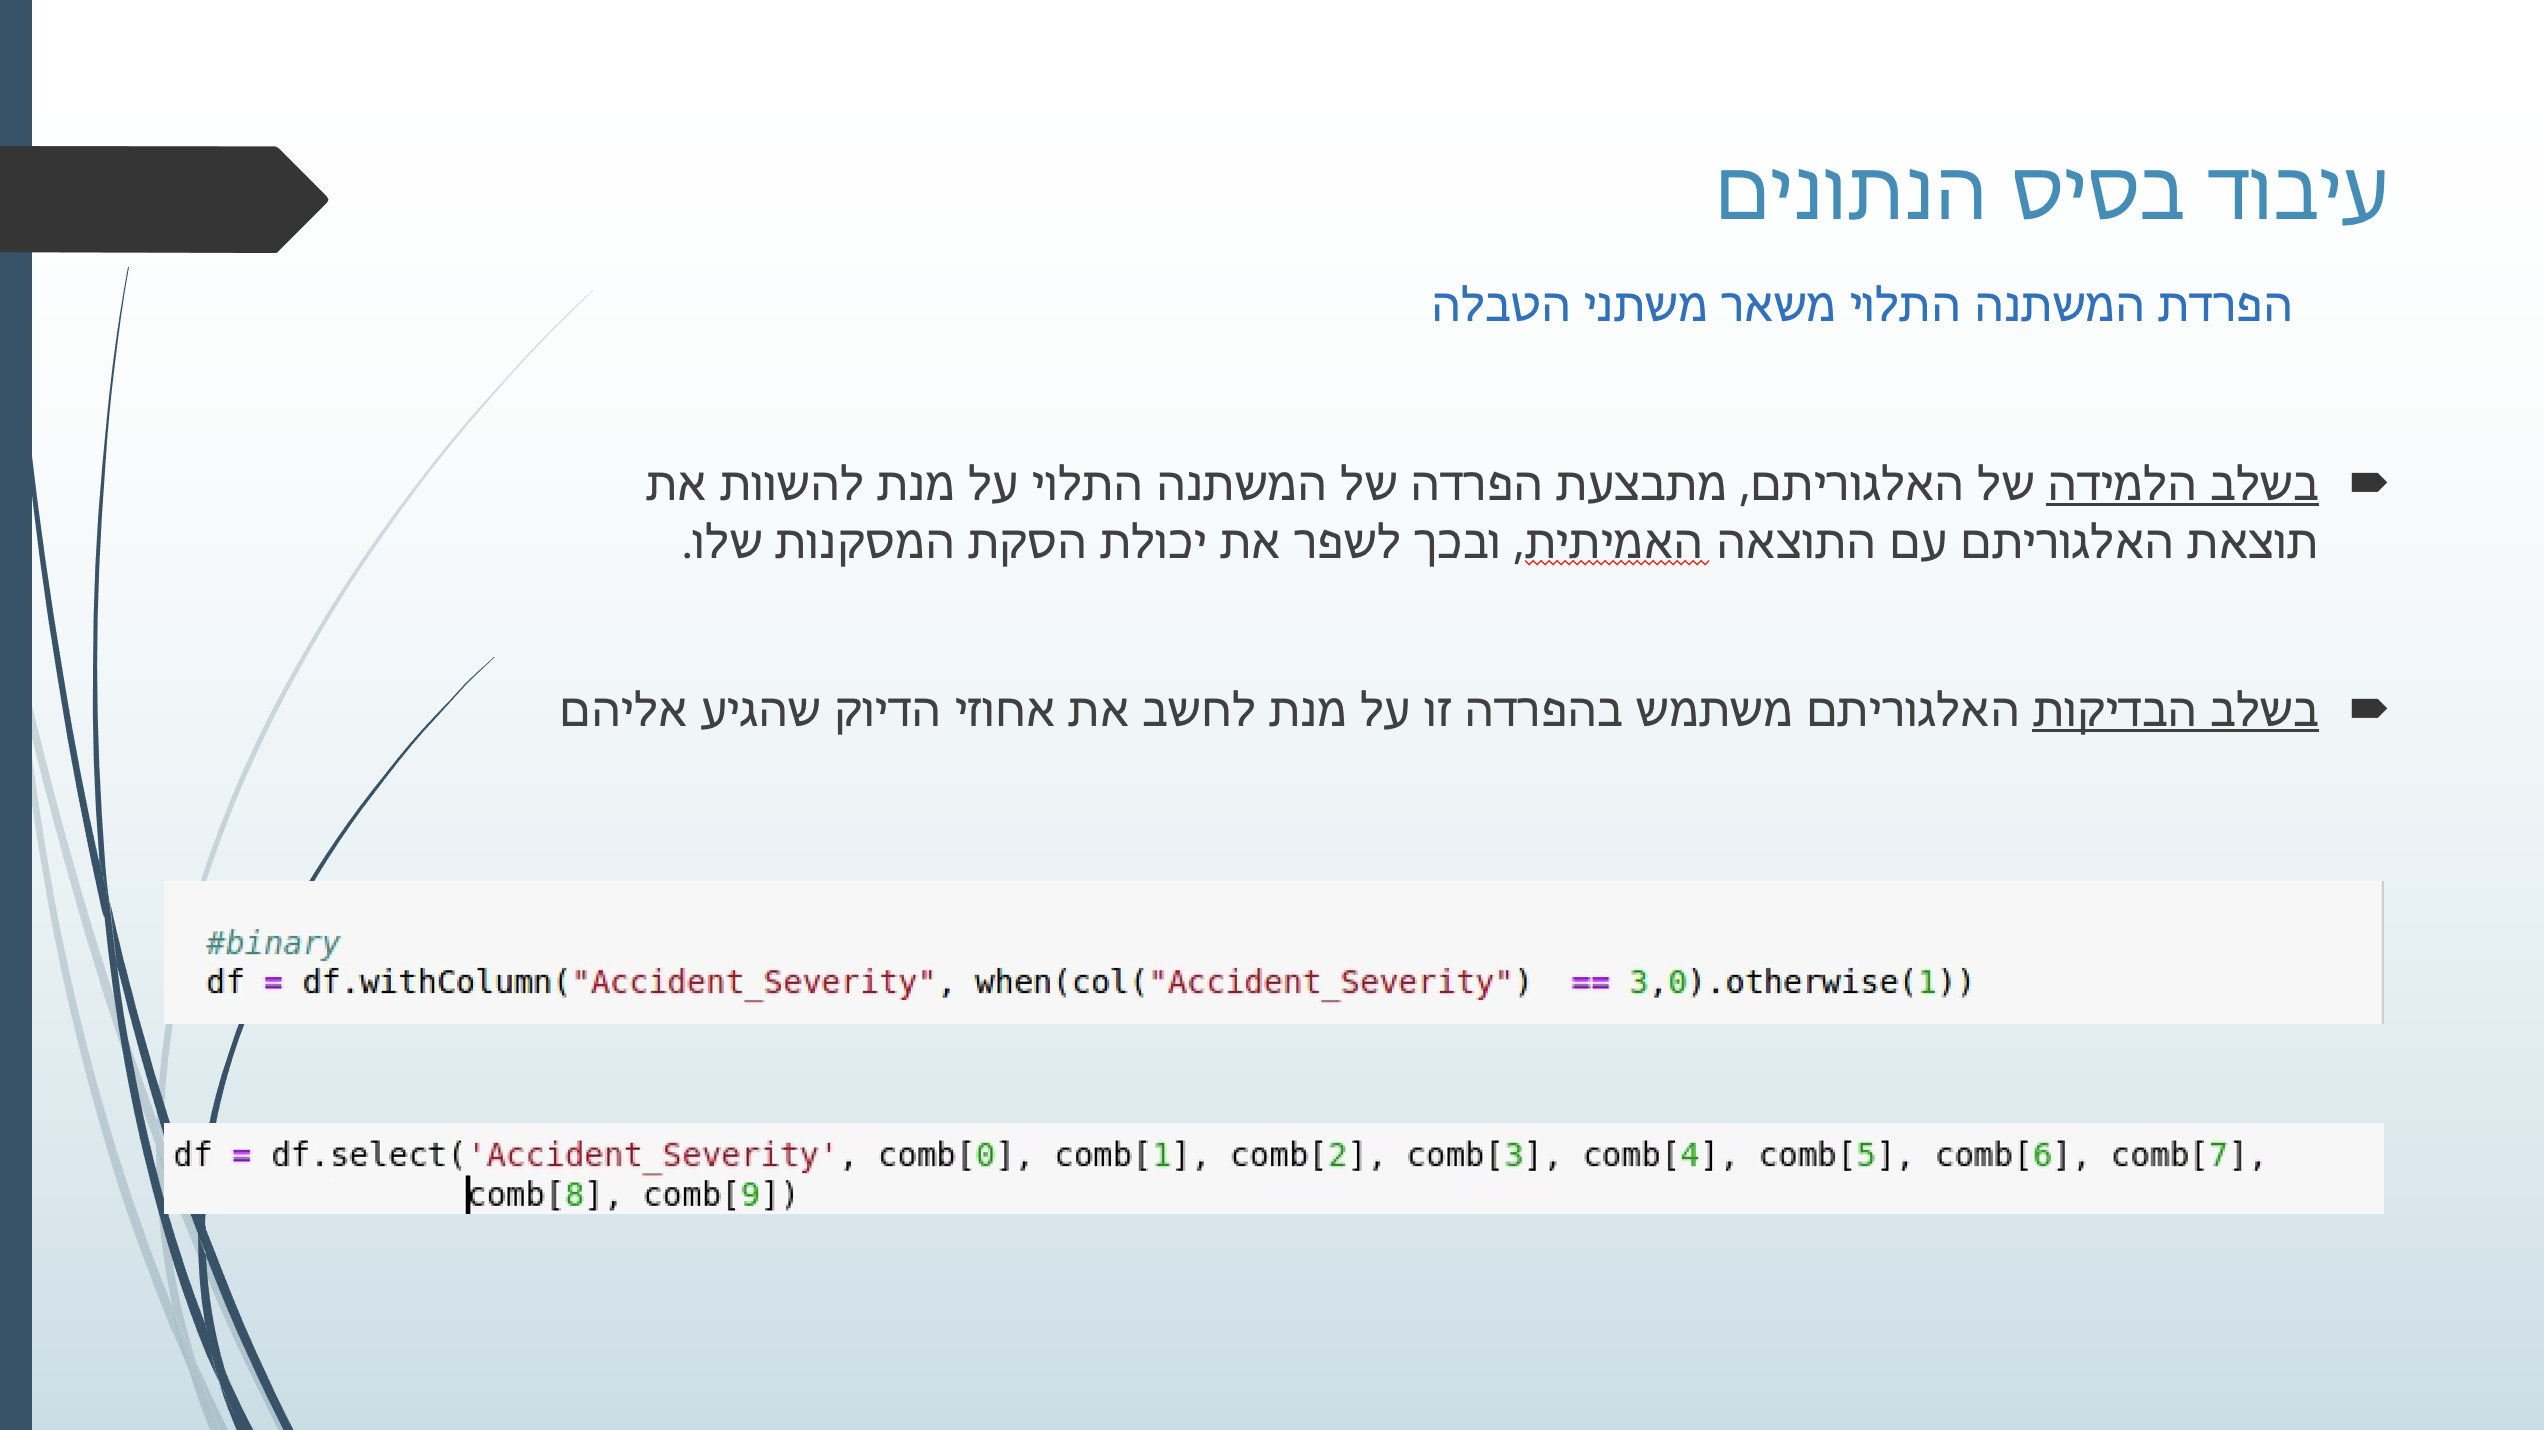 עיבוד בסיס הנתונים
הפרדת המשתנה התלוי משאר משתני הטבלה
בשלב הלמידה של האלגוריתם, מתבצעת הפרדה של המשתנה התלוי על מנת להשוות את
תוצאת האלגוריתם עם התוצאה האמיתית, ובכך לשפר את יכולת הסקת המסקנות שלו.
בשלב הבדיקות האלגוריתם משתמש בהפרדה זו על מנת לחשב את אחוזי הדיוק שהגיע אליהם
#binary
df = df.withColumn("Accident_Severity", when(col("Accident_Severity")  == 3,0).otherwise(1))
df = df.select('Accident_Severity', comb[0], comb[1], comb[2], comb[3], comb[4], comb[5], comb[6], comb[7],
comb[8], comb[9])